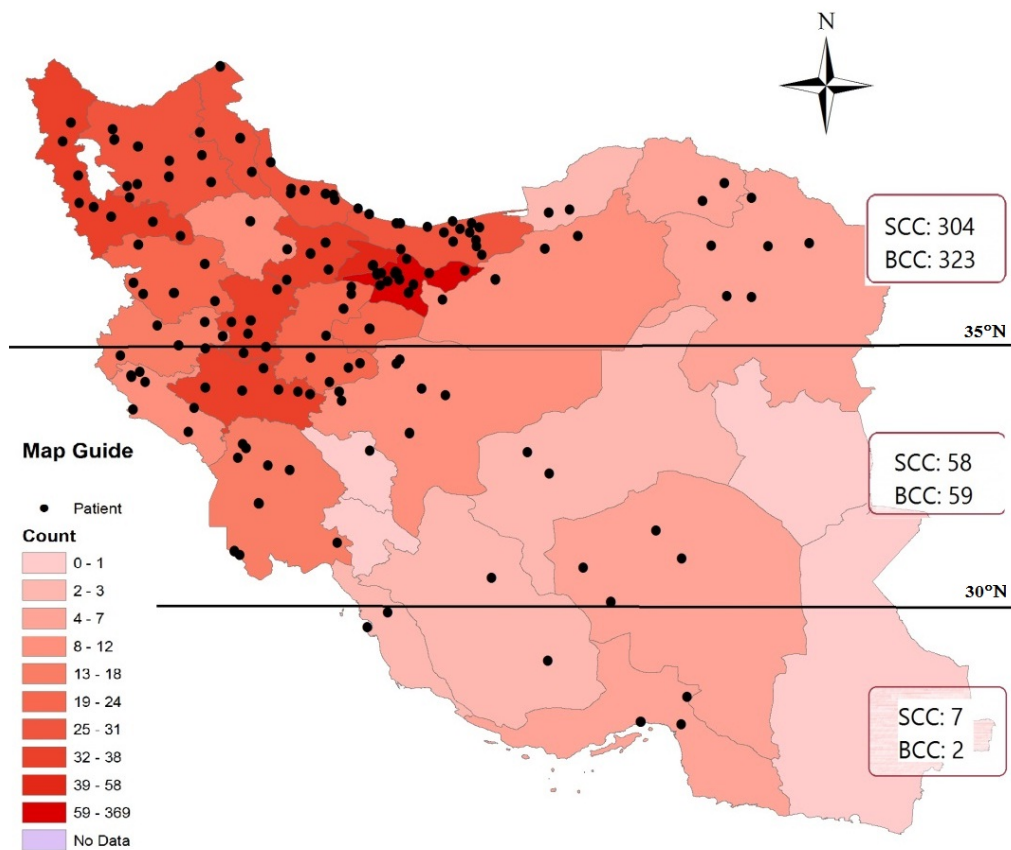 N
SCC: 304
BCC: 323
35°N
SCC: 58
BCC: 59
30°N
SCC: 7
BCC: 2
Map Guide
Patient
Count
0 - 1
2 - 3
4 - 7
8 - 12
13 - 18
19 - 24
25 - 31
32 - 38
39 - 58
59 - 369
No Data